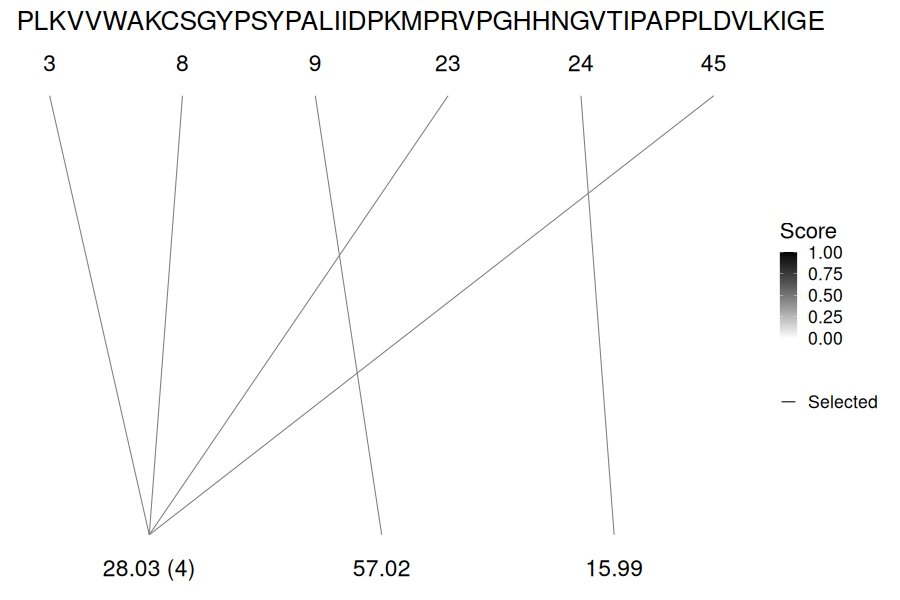 PLKVVWAKCSGYPSYPALIIDPKMPRVPGHHNGVTIPAPPLDVLKIGE
3 8 9 23 24 45
Score
1.00
0.75
0.50
0.25
0.00
Selected
28.03 (4) 57.02 15.99